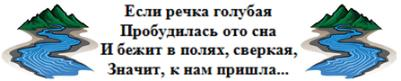 Если речка голубая
Пробудилась ото сна
И бежит в полях, сверкая,
Значит, к нам пришла...